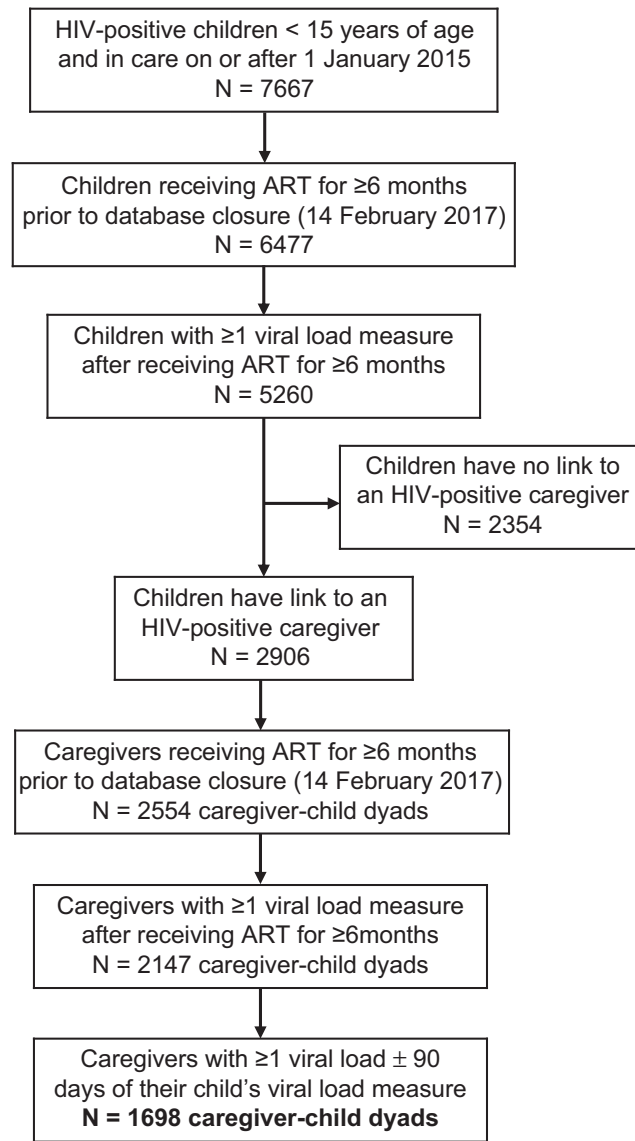 HIV-positive children < 15 years of age
and in care on or after 1 January 2015
N = 7667
Children receiving ART for ≥6 months
prior to database closure (14 February 2017)
N = 6477
Children with ≥1 viral load measure
after receiving ART for ≥6 months
N = 5260
Children have no link to
an HIV-positive caregiver
N = 2354
Children have link to an
HIV-positive caregiver
N = 2906
Caregivers receiving ART for ≥6 months
prior to database closure (14 February 2017)
N = 2554 caregiver-child dyads
Caregivers with ≥1 viral load measure
after receiving ART for ≥6months
N = 2147 caregiver-child dyads
Caregivers with ≥1 viral load ± 90
days of their child's viral load measure
N = 1698 caregiver-child dyads